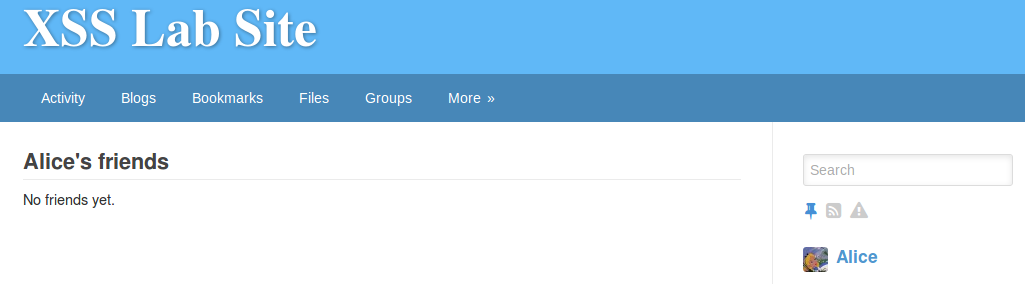 XSS Lab Site
Activity Blogs Bookmarks Files Groups More »
Alice's friends
No friends yet.
Search
Alice